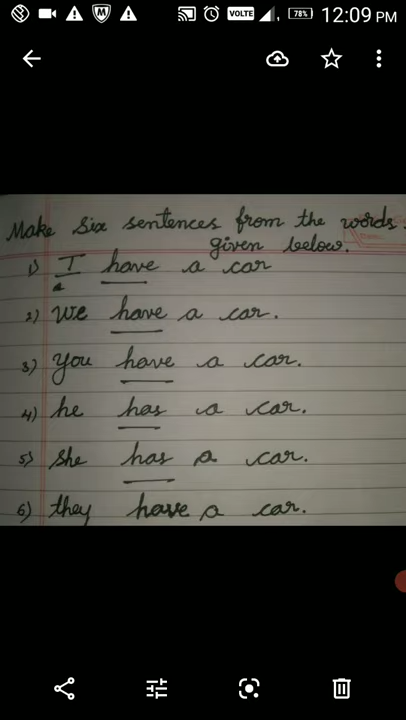 VOLTE 78% 12:09 PM
Make six sentences from the words
given below.
1) I have a car
2) we have a car.
3) you have a car.
4) he has a car.
5) she has a car.
6) they have a car.